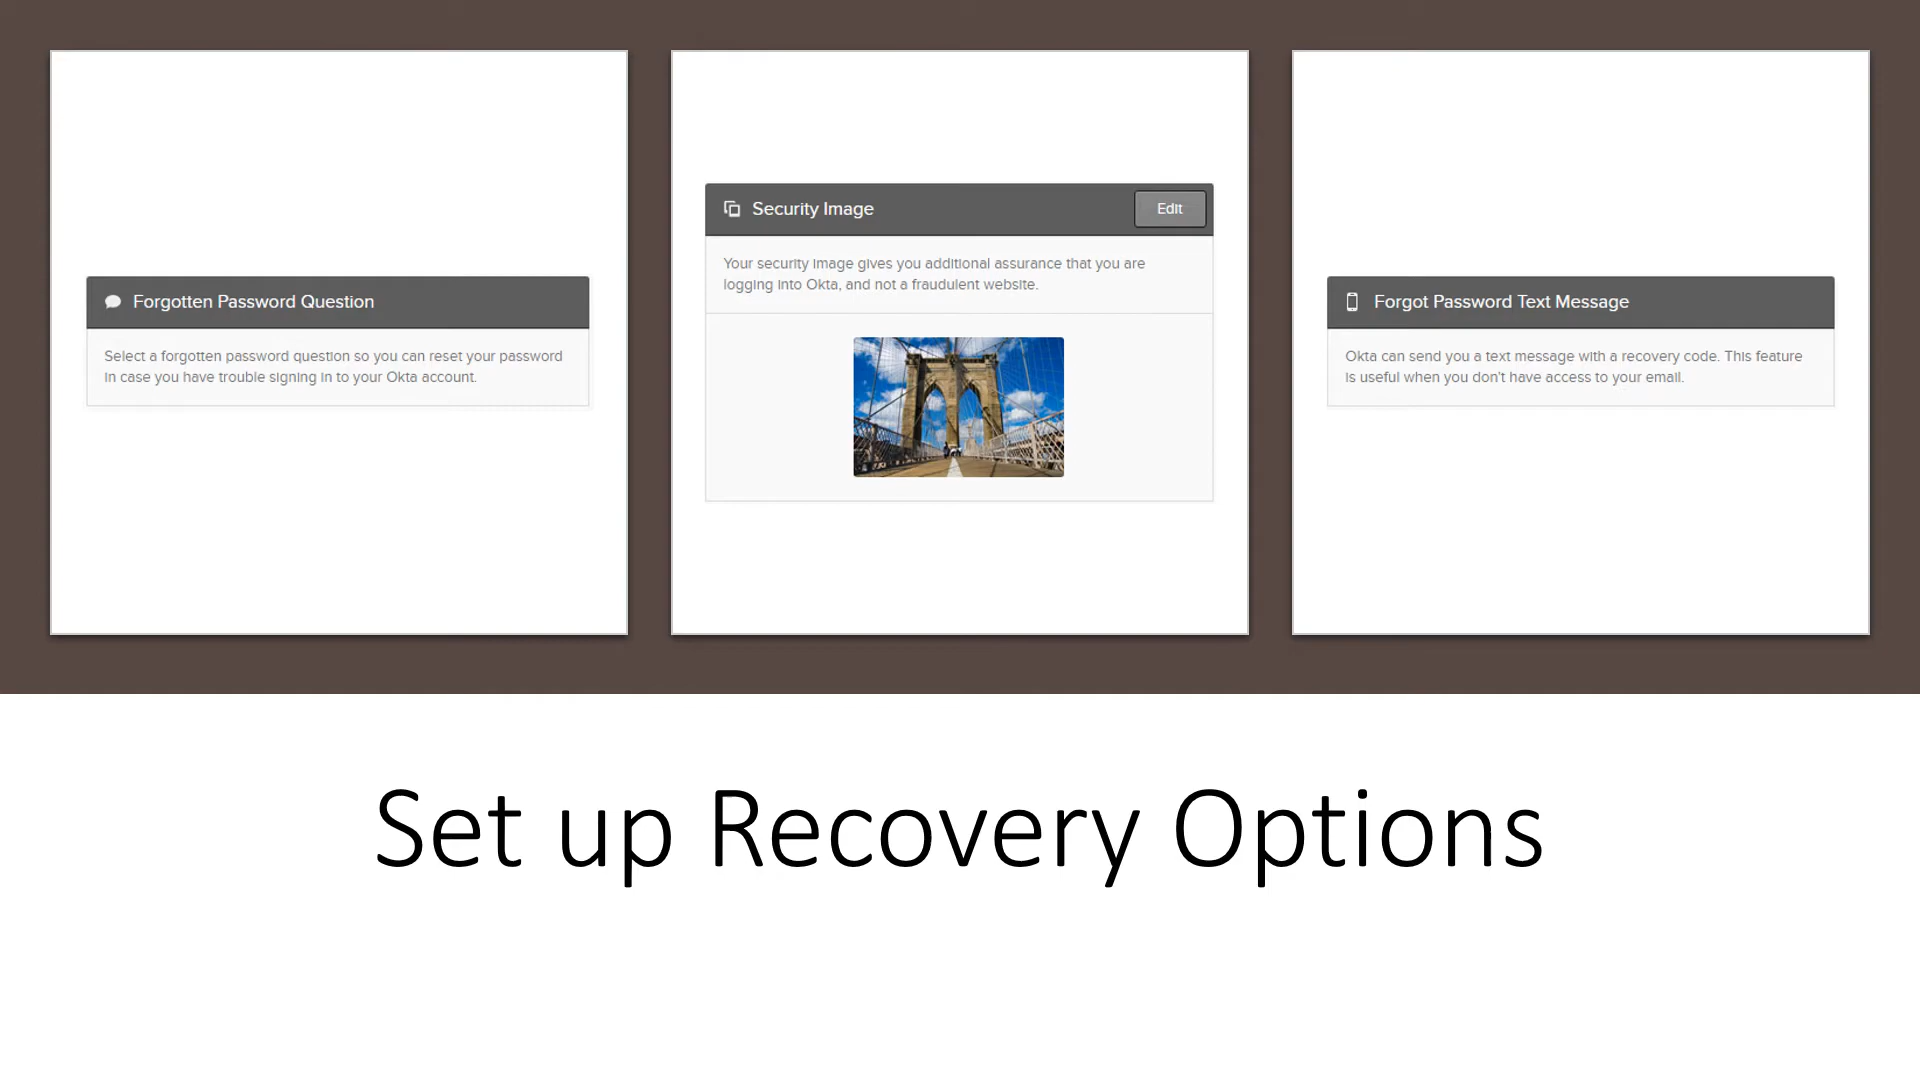 Forgotten Password Question
Select a forgotten password question so you can reset your password
in case you have trouble signing in to your Okta account.
Security Image
Edit
Your security image gives you additional assurance that you are
logging into Okta, and not a fraudulent website.
Forgot Password Text Message
Okta can send you a text message with a recovery code. This feature
is useful when you don't have access to your email.
Set up Recovery Options